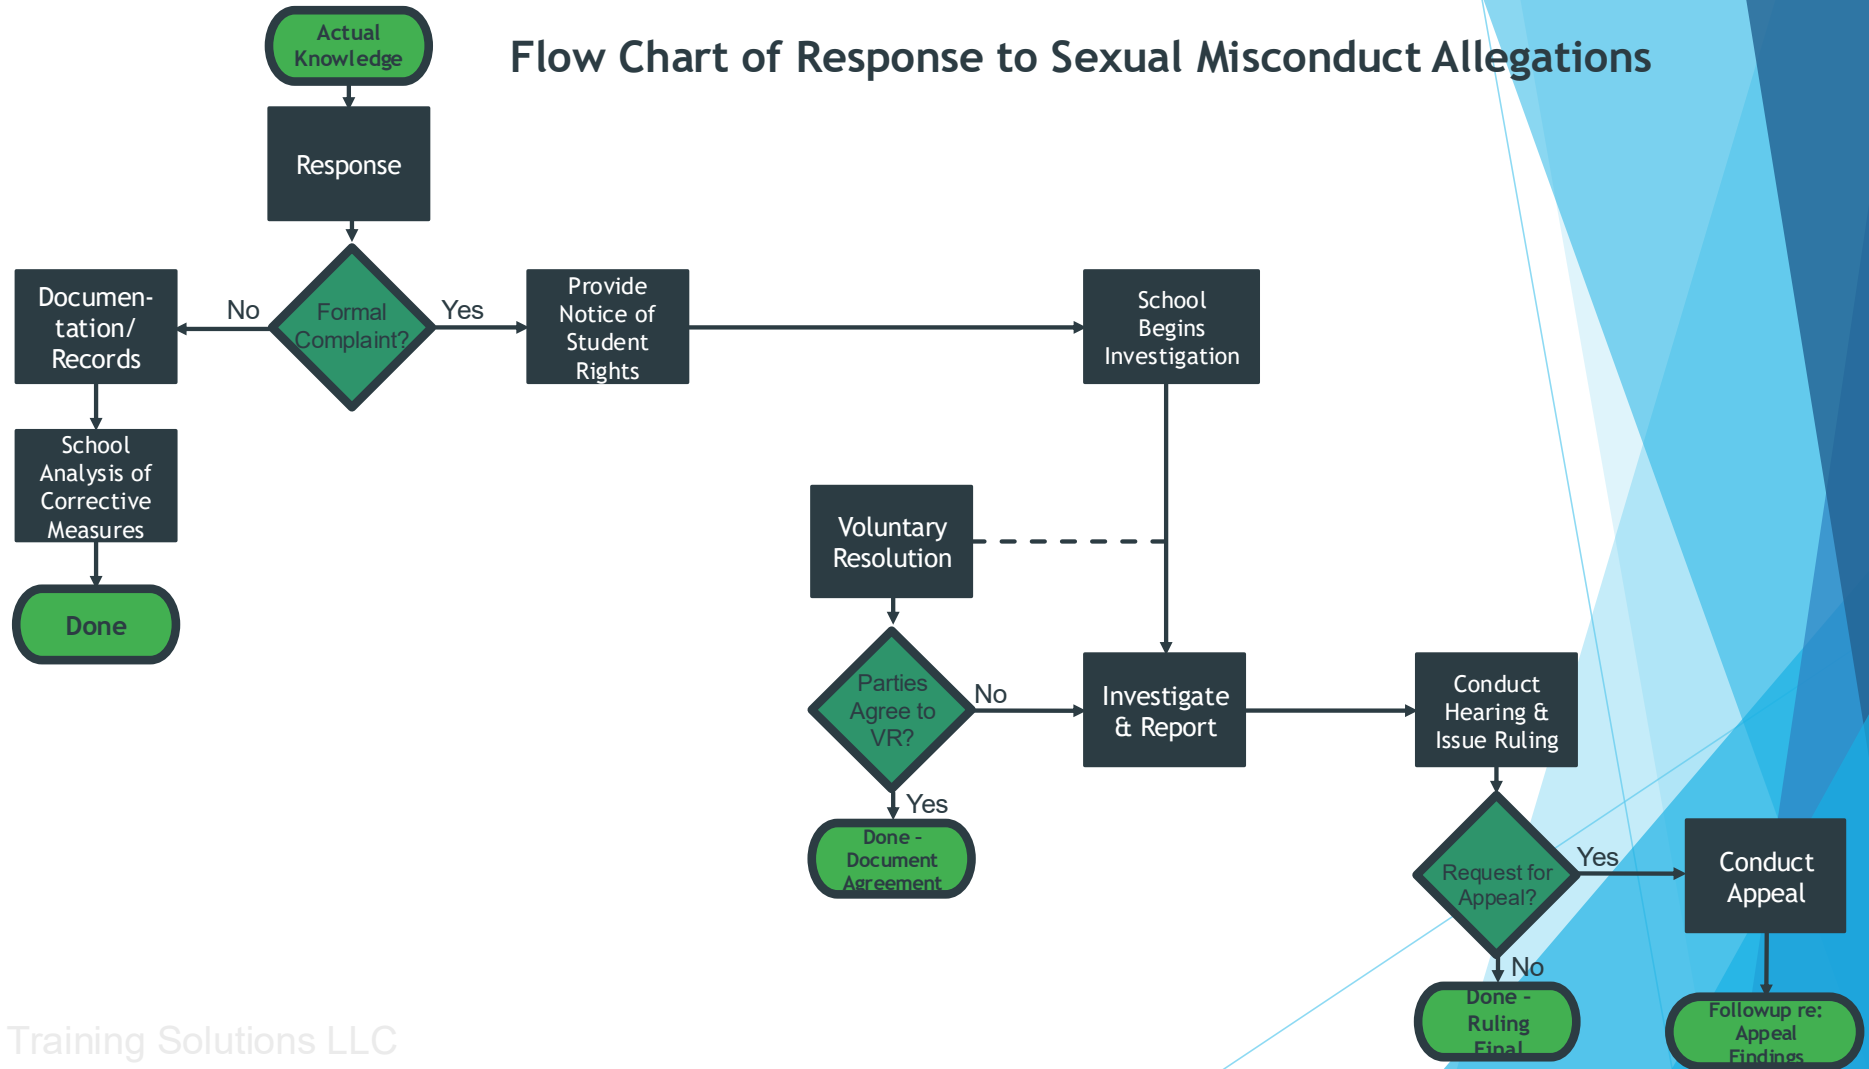 Flow Chart of Response to Sexual Misconduct Allegations
Actual
Knowledge
Response
Formal
Complaint?
No
Yes
Documen-
tation/
Records
School
Analysis of
Corrective
Measures
Done
Provide
Notice of
Student
Rights
School
Begins
Investigation
Voluntary
Resolution
Parties
Agree to
VR?
No
Yes
Done -
Document
Agreement
Investigate
& Report
Conduct
Hearing &
Issue Ruling
Request for
Appeal?
Yes
No
Conduct
Appeal
Done -
Ruling
Final
Followup re:
Appeal
Findings
Training Solutions LLC